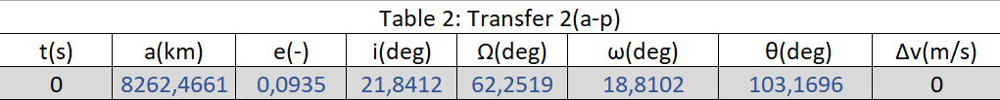 Table 2: Transfer 2(a-p)
t(s) a(km) e(-) i(deg) Ω(deg) ω(deg) θ(deg) Δv(m/s)
0 8262,4661 0,0935 21,8412 62,2519 18,8102 103,1696 0